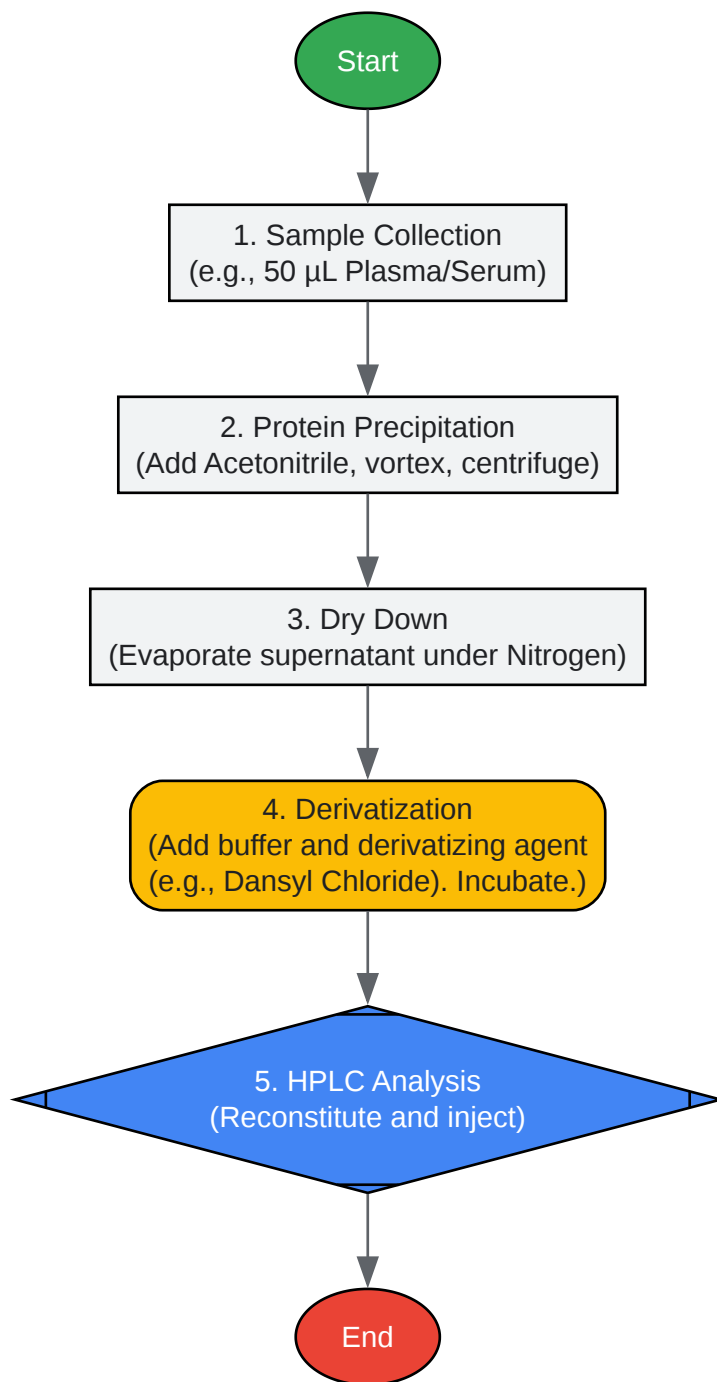 Start
1. Sample Collection
(e.g., 50 µL Plasma/Serum)
2. Protein Precipitation
(Add Acetonitrile, vortex, centrifuge)
3. Dry Down
(Evaporate supernatant under Nitrogen)
4. Derivatization
(Add buffer and derivatizing agent
(e.g., Dansyl Chloride). Incubate.)
5. HPLC Analysis
(Reconstitute and inject)
End